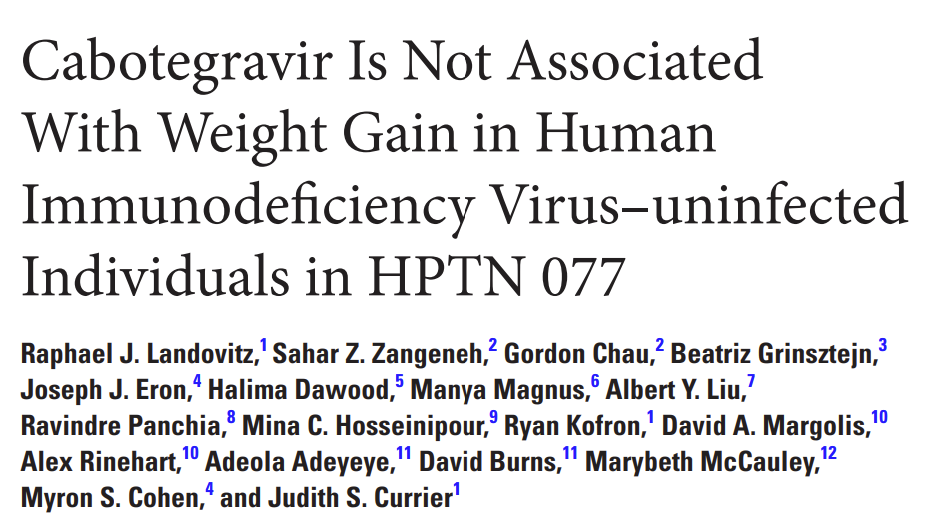 Cabotegravir Is Not Associated
With Weight Gain in Human
Immunodeficiency Virus–uninfected
Individuals in HPTN 077
Raphael J. Landovitz,1 Sahar Z. Zangeneh,2 Gordon Chau,2 Beatriz Grinsztejn,3
Joseph J. Eron,4 Halima Dawood,5 Manya Magnus,6 Albert Y. Liu,7
Ravindre Panchia,8 Mina C. Hosseinipour,9 Ryan Kofron,1 David A. Margolis,10
Alex Rinehart,10 Adeola Adeyeye,11 David Burns,11 Marybeth McCauley,12
Myron S. Cohen,4 and Judith S. Currier1